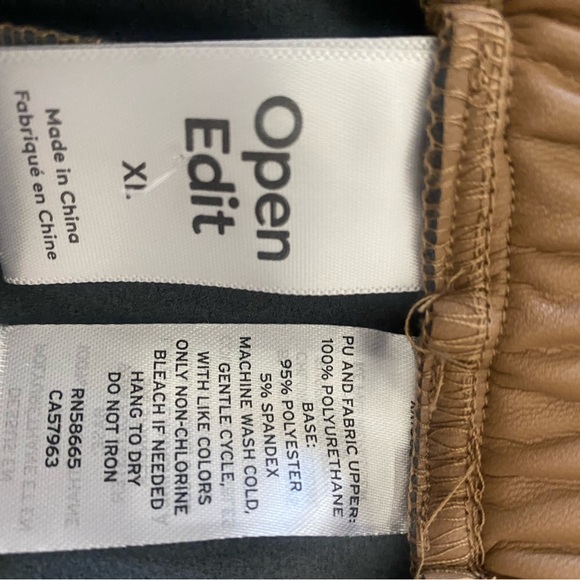 Open
Edit
XL
Made in China
Fabriqué en Chine
PU AND FABRIC UPPER:
100% POLYURETHANE
BASE:
95% POLYESTER
5% SPANDEX
MACHINE WASH COLD,
GENTLE CYCLE,
WITH LIKE COLORS
ONLY NON-CHLORINE
BLEACH IF NEEDED
HANG TO DRY
DO NOT IRON
RN58665
CA57963